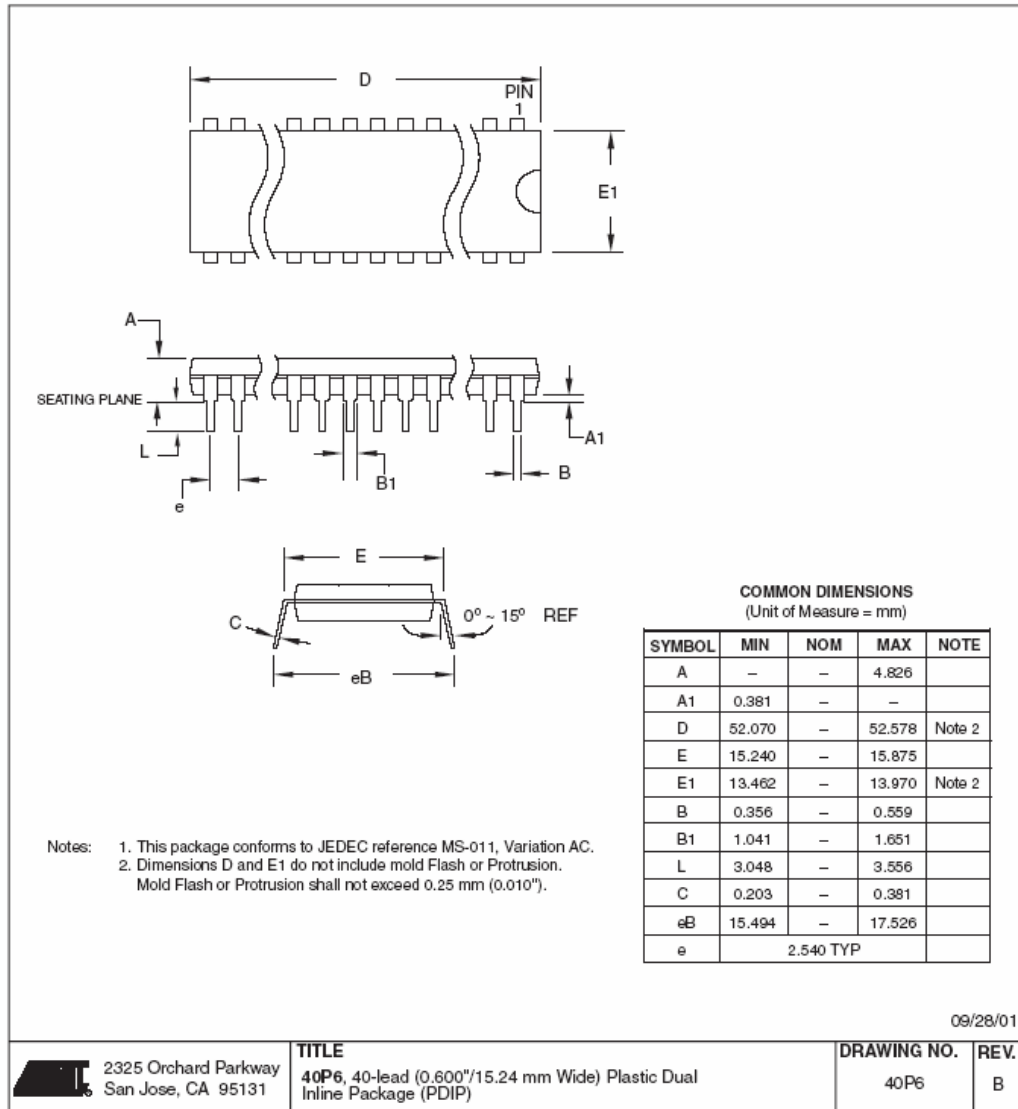 D
PIN
1
E1
A
SEATING PLANE
L
A1
B1
B
e
E
C
0º ~ 15º REF
eB
COMMON DIMENSIONS
(Unit of Measure = mm)
SYMBOL MIN NOM MAX NOTE
A – – 4.826
A1 0.381 – –
D 52.070 – 52.578 Note 2
E 15.240 – 15.875
E1 13.462 – 13.970 Note 2
B 0.356 – 0.559
B1 1.041 – 1.651
L 3.048 – 3.556
C 0.203 – 0.381
eB 15.494 – 17.526
e 2.540 TYP
Notes: 1. This package conforms to JEDEC reference MS-011, Variation AC.
2. Dimensions D and E1 do not include mold Flash or Protrusion.
Mold Flash or Protrusion shall not exceed 0.25 mm (0.010").
09/28/01
2325 Orchard Parkway
San Jose, CA 95131
TITLE
40P6, 40-lead (0.600"/15.24 mm Wide) Plastic Dual
Inline Package (PDIP)
DRAWING NO.
40P6
REV.
B